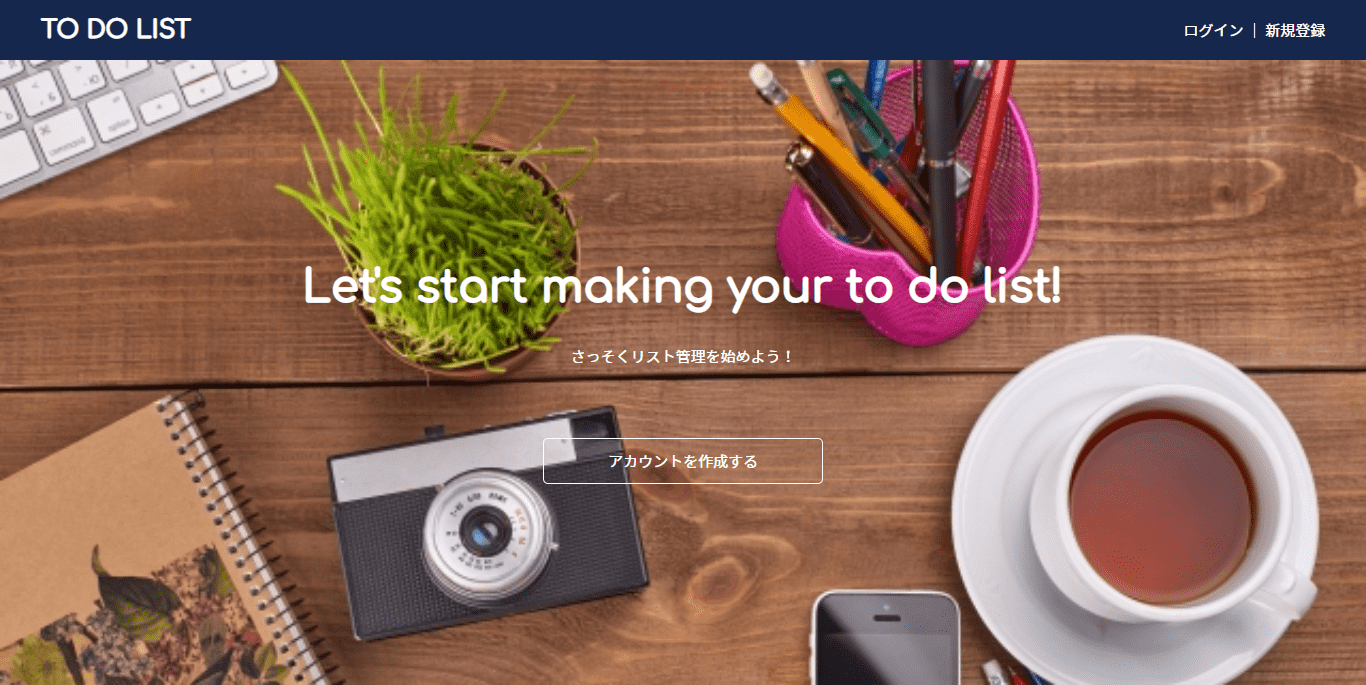 TO DO LIST
ログイン ｜ 新規登録
Let's start making your to do list!
さっそくリスト管理を始めよう！
アカウントを作成する
command
option